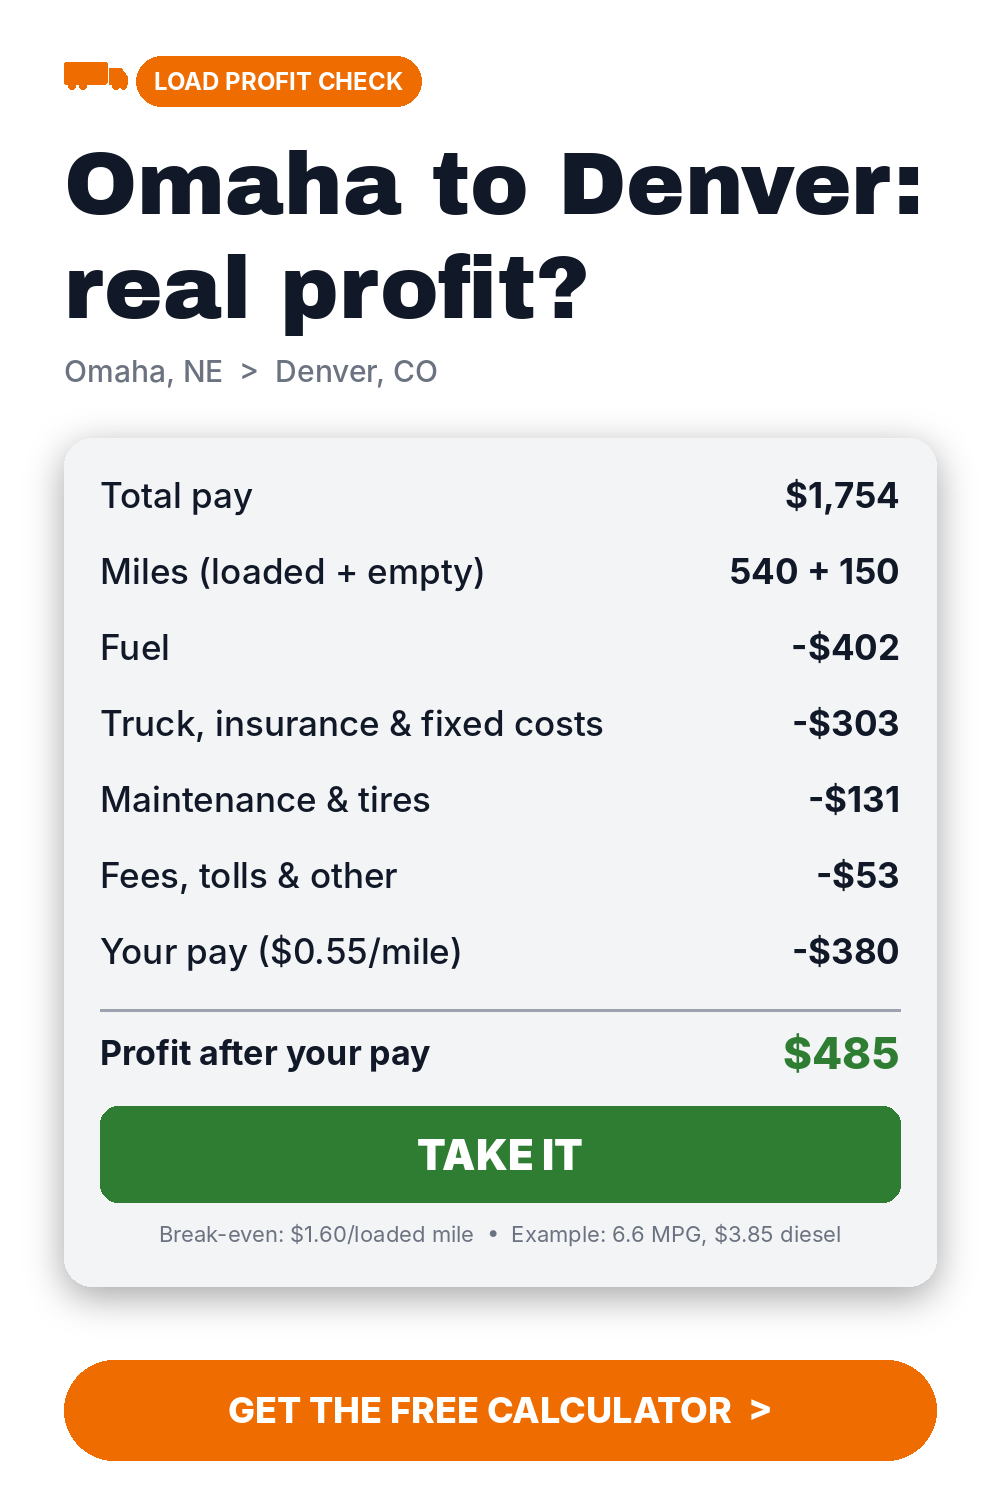 LOAD PROFIT CHECK
Omaha to Denver:
real profit?
Omaha, NE > Denver, CO
Total pay $1,754
Miles (loaded + empty) 540 + 150
Fuel -$402
Truck, insurance & fixed costs -$303
Maintenance & tires -$131
Fees, tolls & other -$53
Your pay ($0.55/mile) -$380
Profit after your pay $485
TAKE IT
Break-even: $1.60/loaded mile • Example: 6.6 MPG, $3.85 diesel
GET THE FREE CALCULATOR >